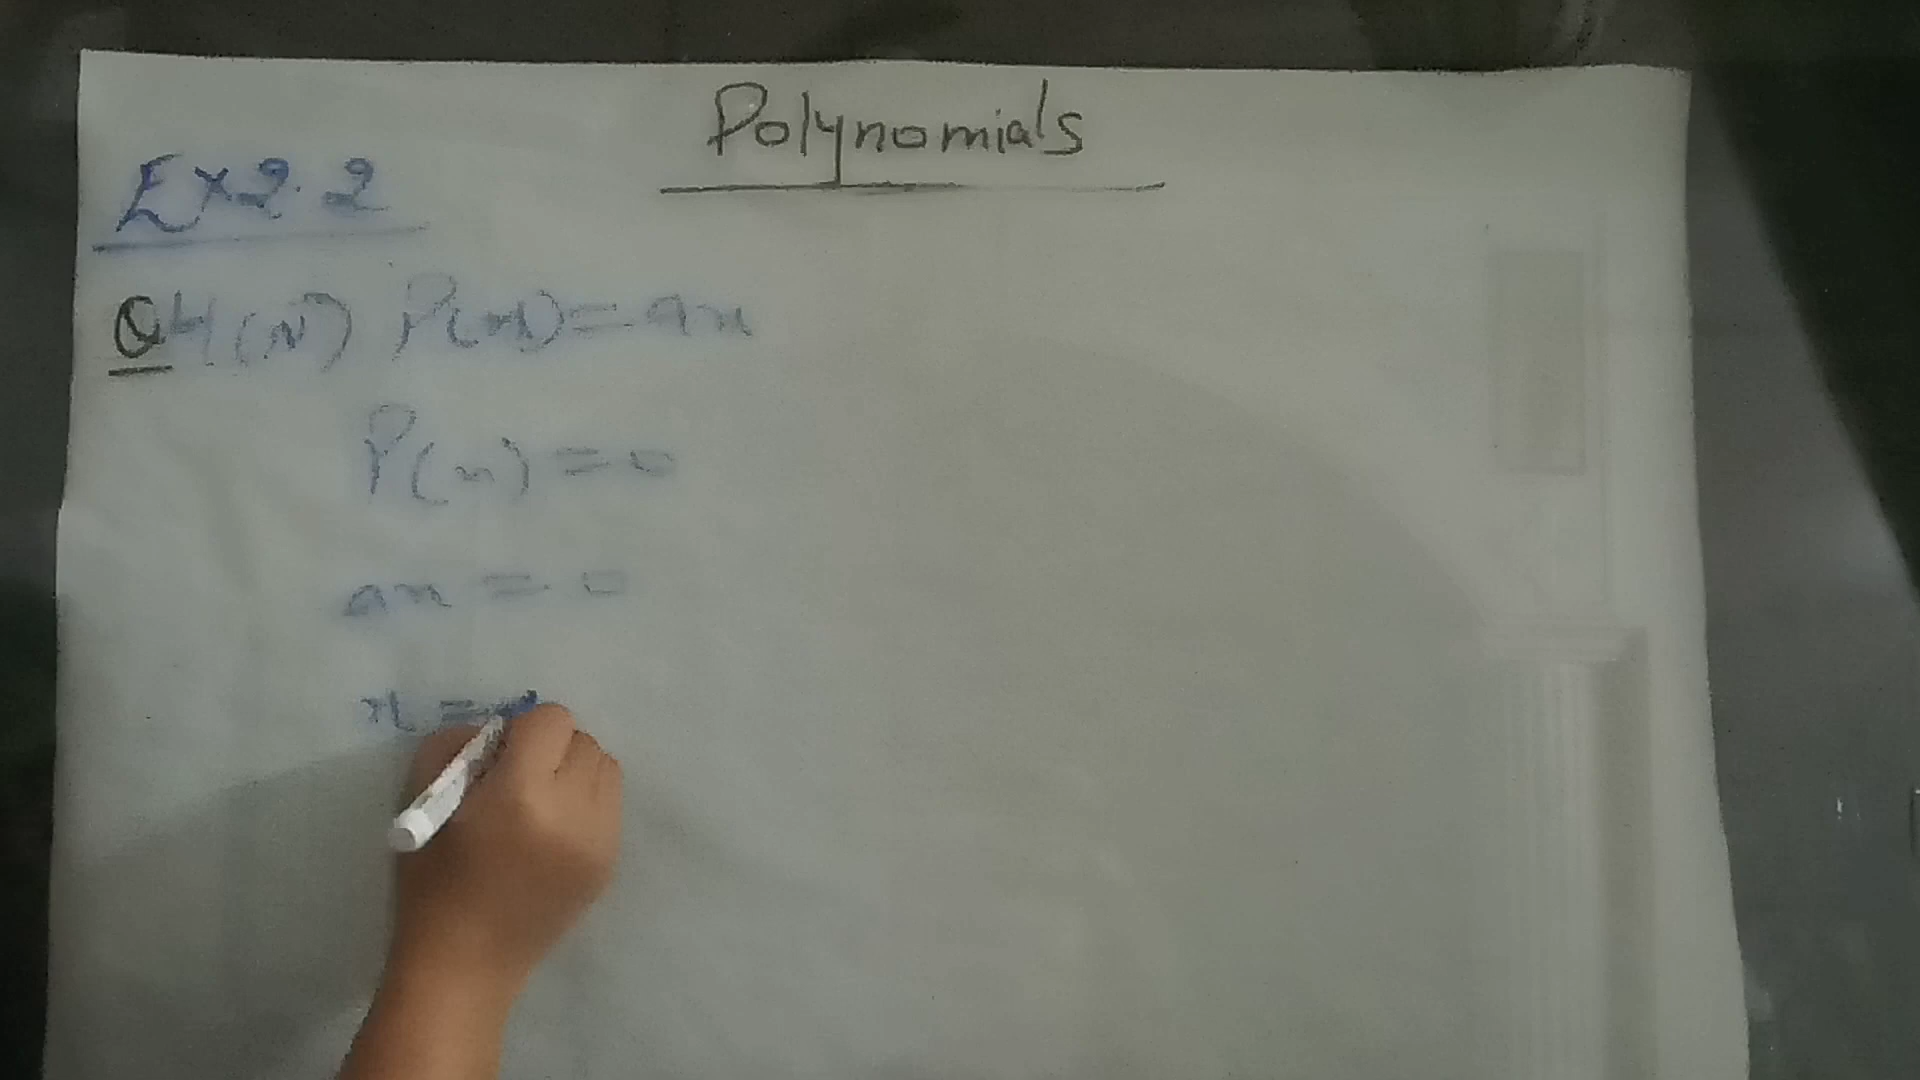 Polynomials
Ex 2.2
Q4 (N) P(x) = ax
P(x) = 0
ax = 0
x =